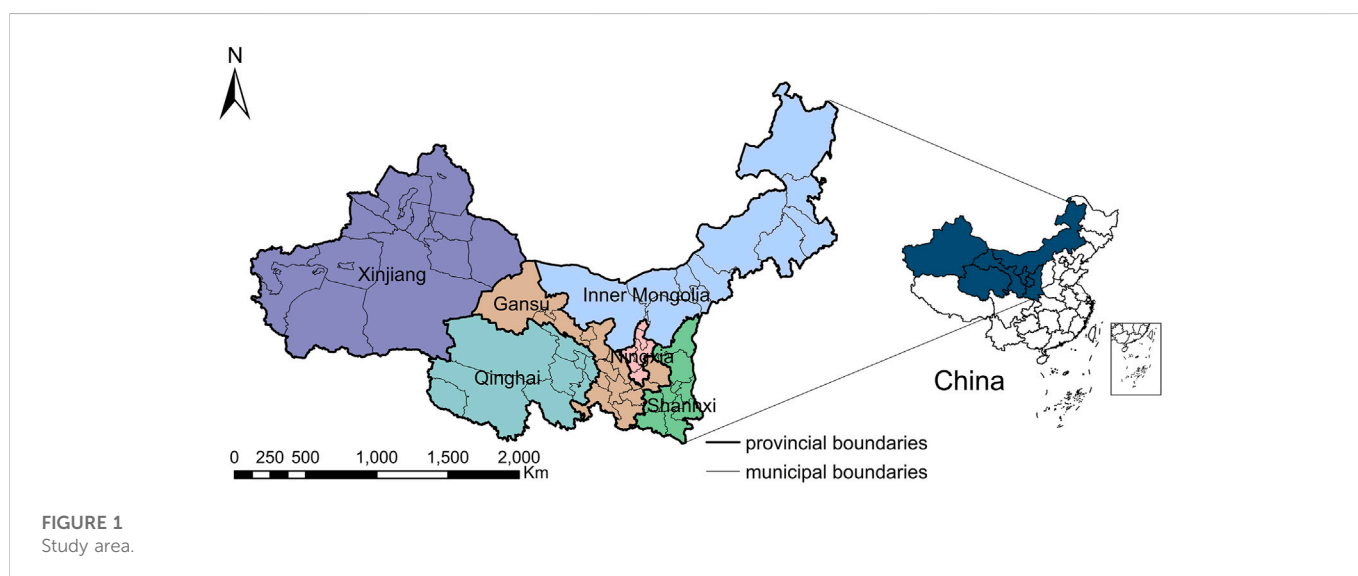 N
Xinjiang
Gansu
Inner Mongolia
Ningxia
Qinghai
Shannxi
China
provincial boundaries
municipal boundaries
0 250 500 1,000 1,500 2,000
Km
FIGURE 1
Study area.